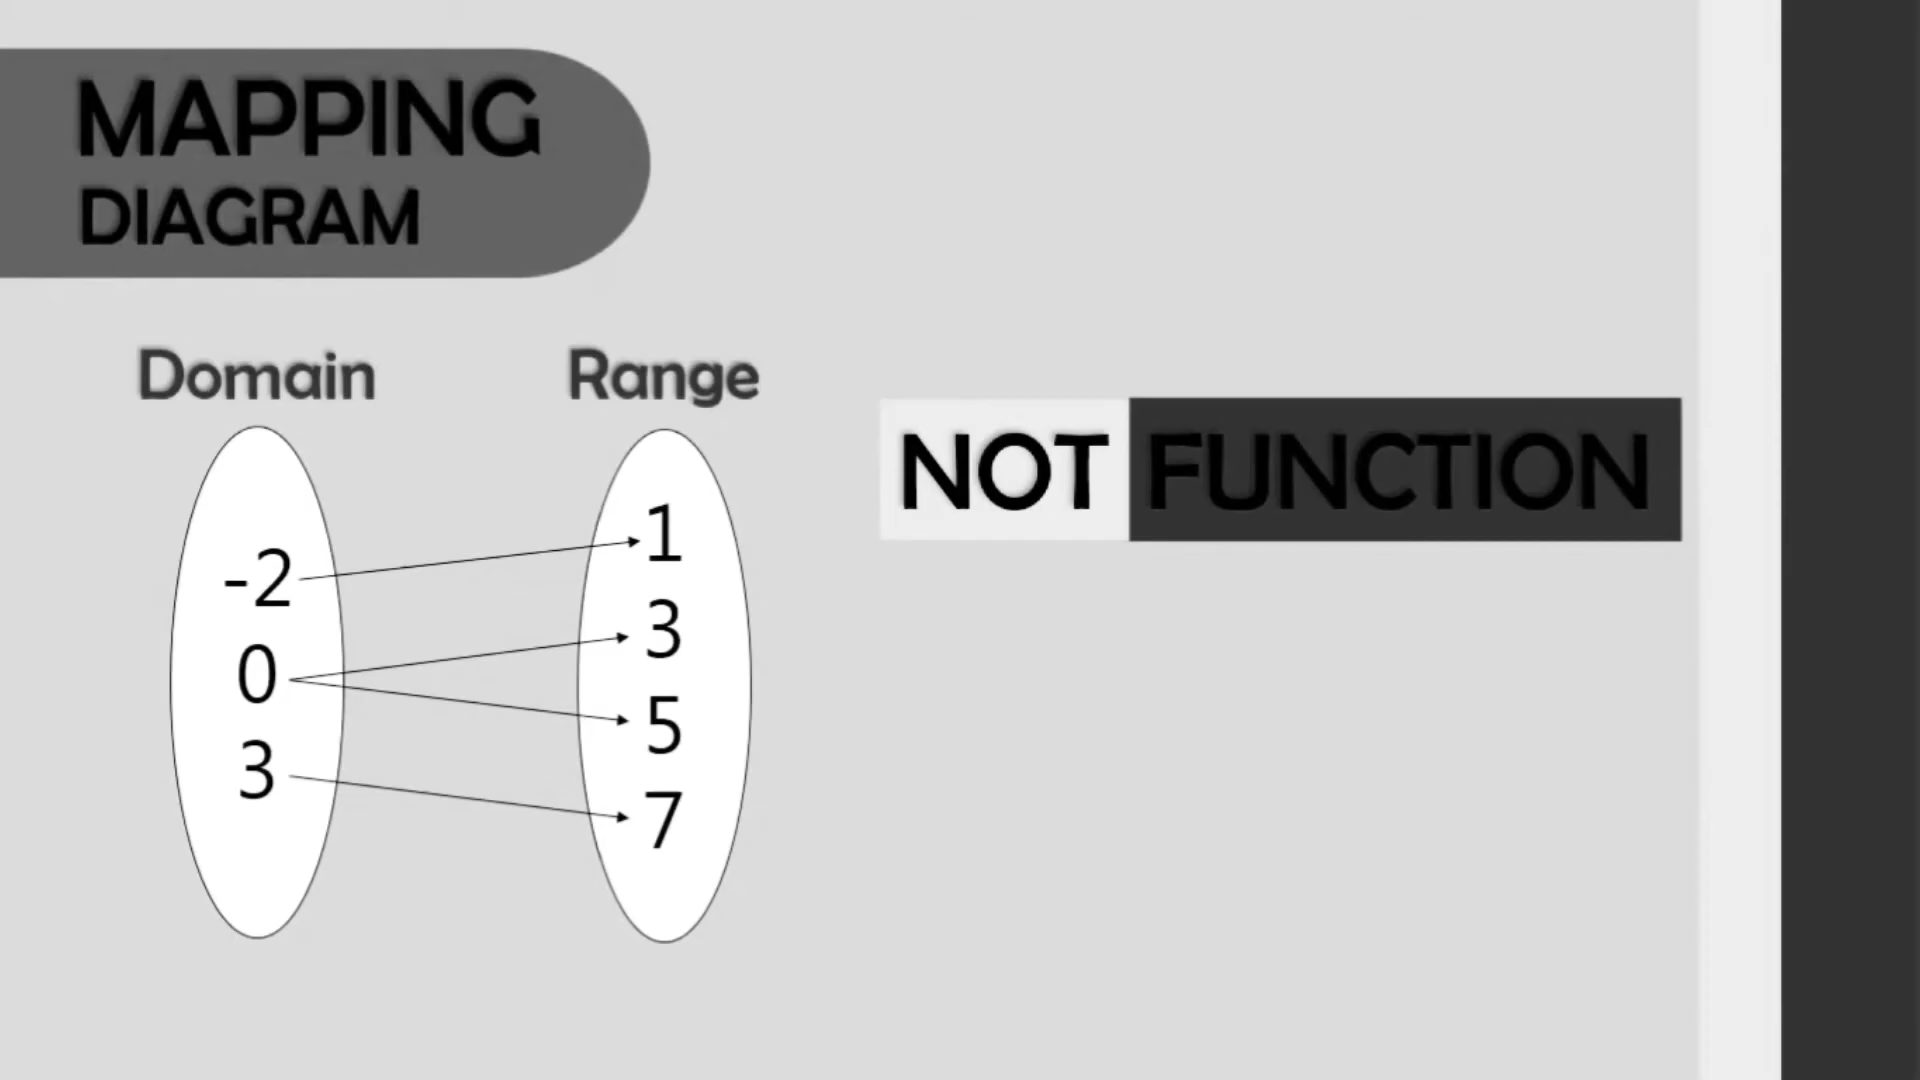 MAPPING
DIAGRAM
Domain
Range
NOT FUNCTION
-2
0
3
1
3
5
7